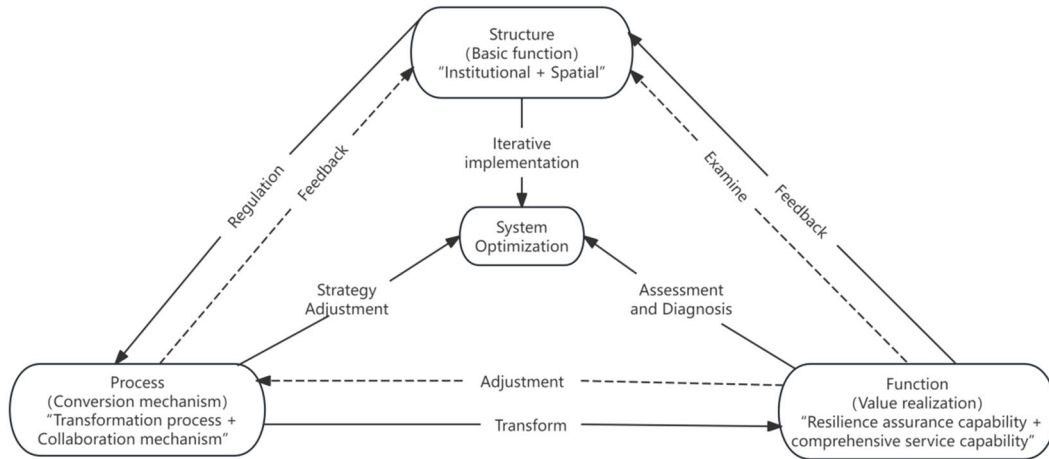 Structure
(Basic function)
“Institutional + Spatial”
Iterative
implementation
Regulation
Feedback
Examine
Feedback
System
Optimization
Strategy
Adjustment
Assessment
and Diagnosis
Process
(Conversion mechanism)
“Transformation process +
Collaboration mechanism”
Adjustment
Transform
Function
(Value realization)
“Resilience assurance capability +
comprehensive service capability”